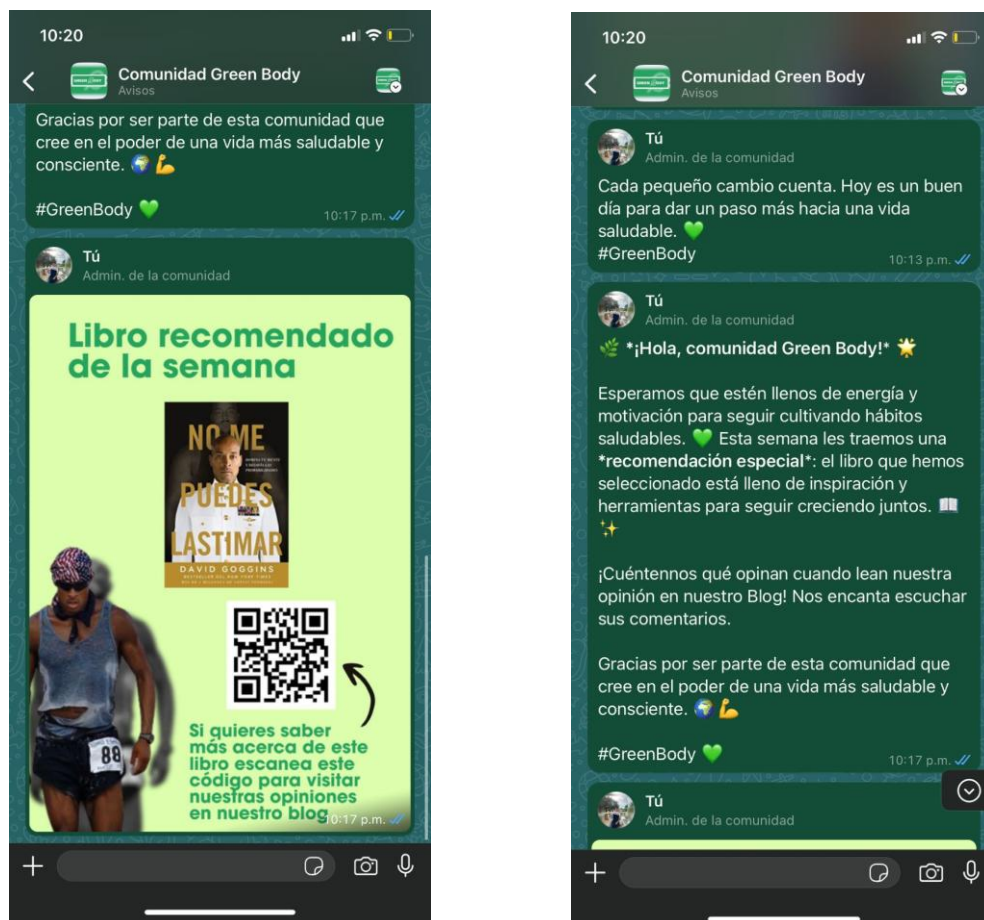 10:20
Comunidad Green Body
Avisos
Gracias por ser parte de esta comunidad que
cree en el poder de una vida más saludable y
consciente. 🌍💪
#GreenBody 💚
10:17 p.m.
Tú
Admin. de la comunidad
Libro recomendado
de la semana
NO ME
PUEDES
LASTIMAR
DAVID GOGGINS
88
Si quieres saber
más acerca de este
libro escanea este
código para visitar
nuestras opiniones
en nuestro blog
10:17 p.m.
10:20
Comunidad Green Body
Avisos
Tú
Admin. de la comunidad
Cada pequeño cambio cuenta. Hoy es un buen
día para dar un paso más hacia una vida
saludable. 💚
#GreenBody
10:13 p.m.
Tú
Admin. de la comunidad
🌿 *¡Hola, comunidad Green Body!* 🌟
Esperamos que estén llenos de energía y
motivación para seguir cultivando hábitos
saludables. 💚 Esta semana les traemos una
*recomendación especial*: el libro que hemos
seleccionado está lleno de inspiración y
herramientas para seguir creciendo juntos. 📖
✨
¡Cuéntennos qué opinan cuando lean nuestra
opinión en nuestro Blog! Nos encanta escuchar
sus comentarios.
Gracias por ser parte de esta comunidad que
cree en el poder de una vida más saludable y
consciente. 🌍💪
#GreenBody 💚
10:17 p.m.
Tú
Admin. de la comunidad